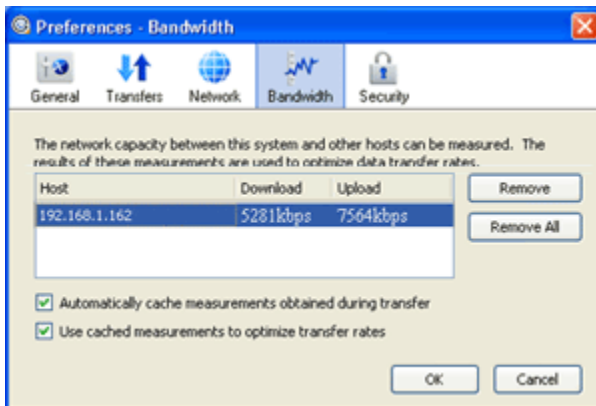 Preferences - Bandwidth
General Transfers Network Bandwidth Security
The network capacity between this system and other hosts can be measured. The
results of these measurements are used to optimize data transfer rates.
Host Download Upload
Remove
192.168.1.162 5281kbps 7564kbps
Remove All
Automatically cache measurements obtained during transfer
Use cached measurements to optimize transfer rates
OK Cancel